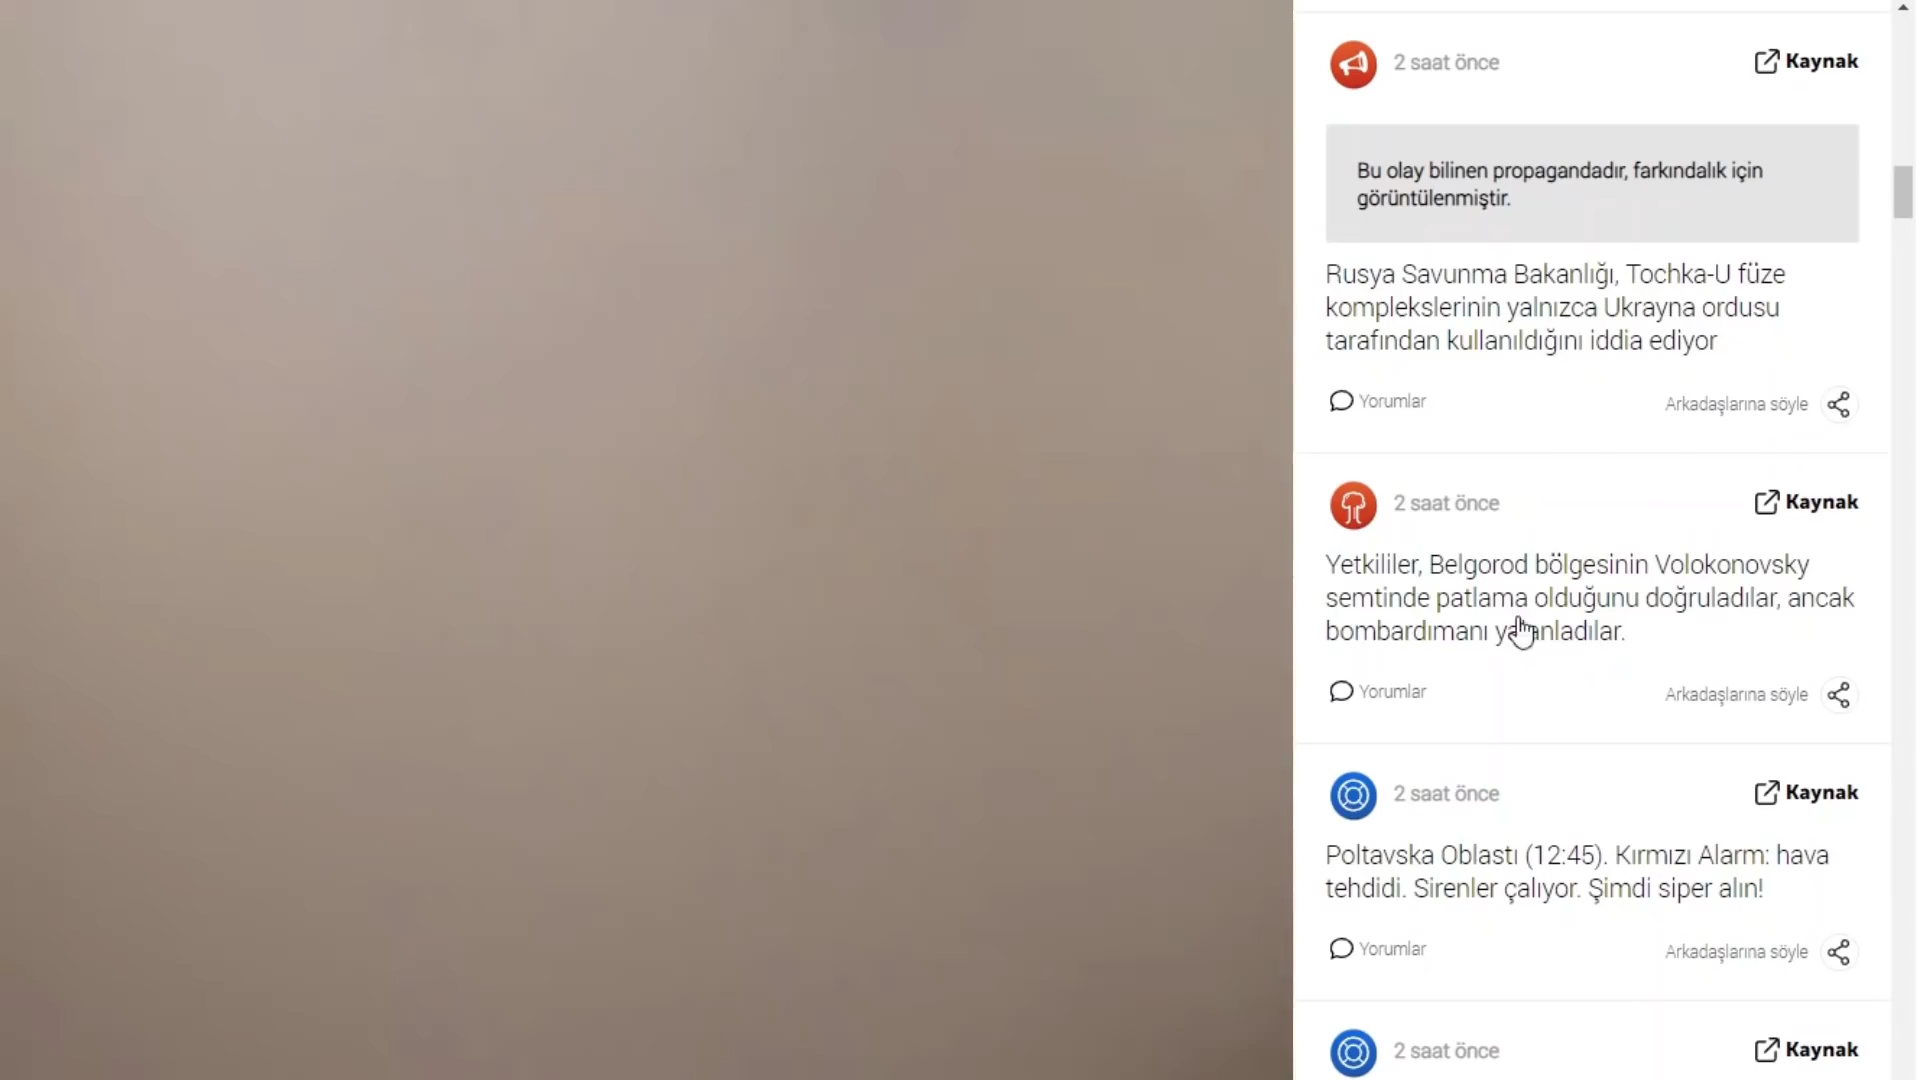 2 saat önce
Kaynak
Bu olay bilinen propagandadır, farkındalık için
görüntülenmiştir.
Rusya Savunma Bakanlığı, Tochka-U füze
komplekslerinin yalnızca Ukrayna ordusu
tarafından kullanıldığını iddia ediyor
Yorumlar
Arkadaşlarına söyle
2 saat önce
Kaynak
Yetkililer, Belgorod bölgesinin Volokonovsky
semtinde patlama olduğunu doğruladılar, ancak
bombardımanı yalanladılar.
Yorumlar
Arkadaşlarına söyle
2 saat önce
Kaynak
Poltavska Oblastı (12:45). Kırmızı Alarm: hava
tehdidi. Sirenler çalıyor. Şimdi siper alın!
Yorumlar
Arkadaşlarına söyle
2 saat önce
Kaynak